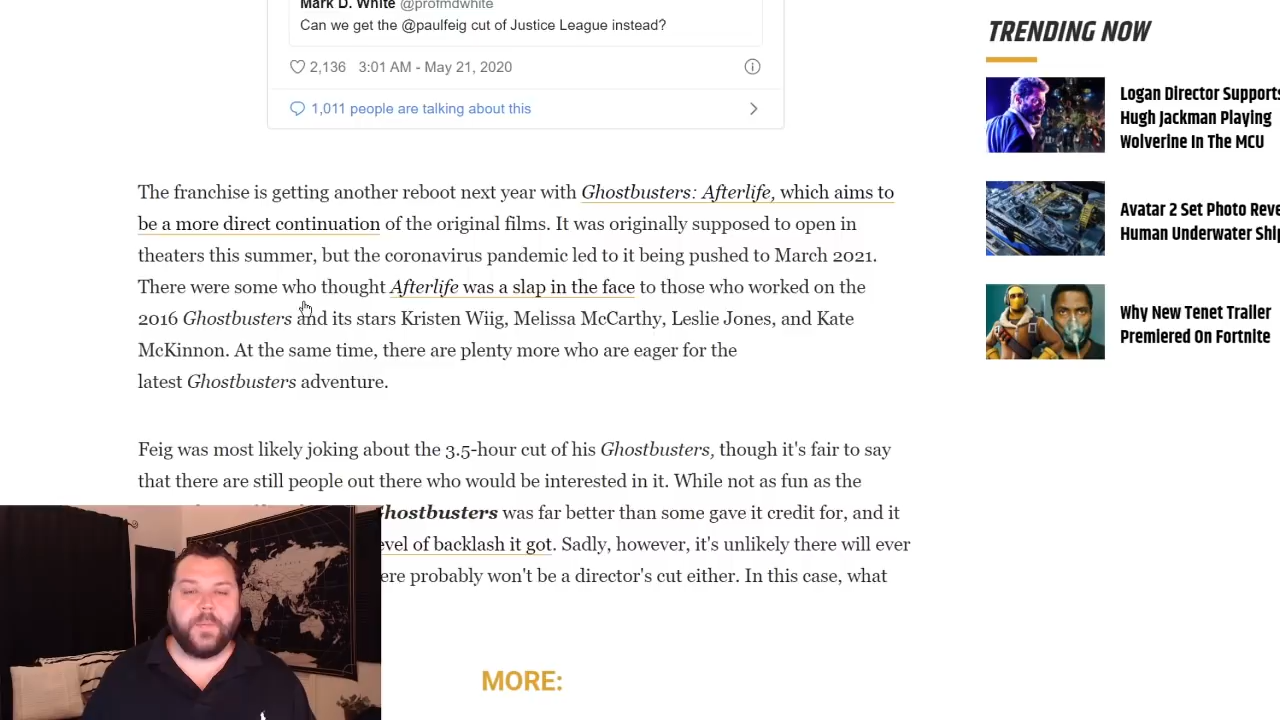 Mark D. White @profmdwhite
Can we get the @paulfeig cut of Justice League instead?
2,136 3:01 AM - May 21, 2020
1,011 people are talking about this
The franchise is getting another reboot next year with Ghostbusters: Afterlife, which aims to
be a more direct continuation of the original films. It was originally supposed to open in
theaters this summer, but the coronavirus pandemic led to it being pushed to March 2021.
There were some who thought Afterlife was a slap in the face to those who worked on the
2016 Ghostbusters and its stars Kristen Wiig, Melissa McCarthy, Leslie Jones, and Kate
McKinnon. At the same time, there are plenty more who are eager for the
latest Ghostbusters adventure.
Feig was most likely joking about the 3.5-hour cut of his Ghostbusters, though it's fair to say
that there are still people out there who would be interested in it. While not as fun as the
hostbusters was far better than some gave it credit for, and it
evel of backlash it got. Sadly, however, it's unlikely there will ever
ere probably won't be a director's cut either. In this case, what
MORE:
TRENDING NOW
Logan Director Supports
Hugh Jackman Playing
Wolverine In The MCU
Avatar 2 Set Photo Reve
Human Underwater Ship
Why New Tenet Trailer
Premiered On Fortnite